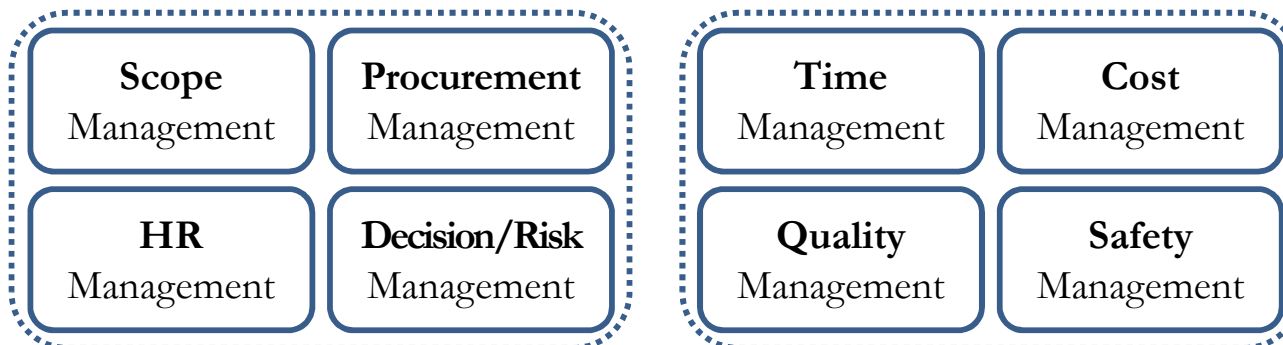 Scope
Management
Procurement
Management
Time
Management
Cost
Management
HR
Management
Decision/Risk
Management
Quality
Management
Safety
Management